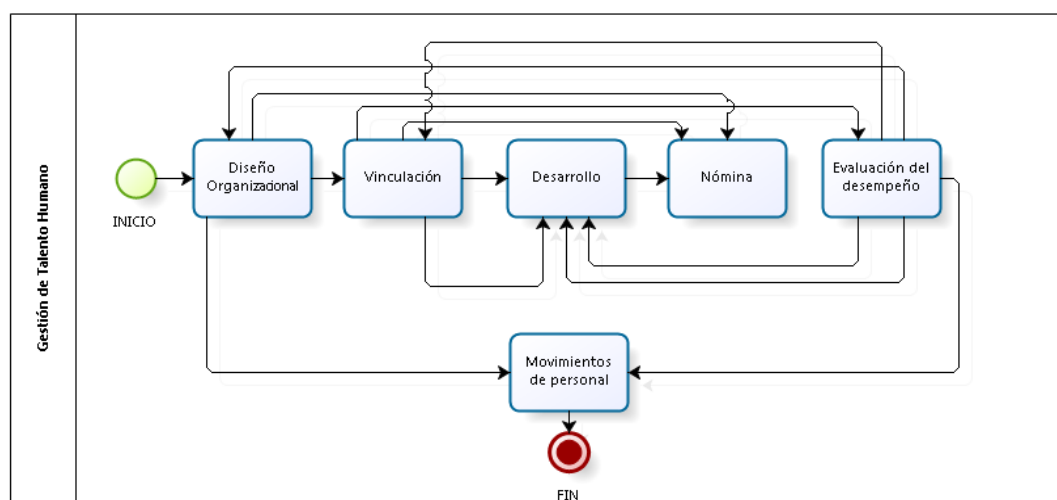 Gestión de Talento Humano
INICIO
Diseño
Organizacional
Vinculación
Desarrollo
Nómina
Evaluación del
desempeño
Movimientos
de personal
FIN